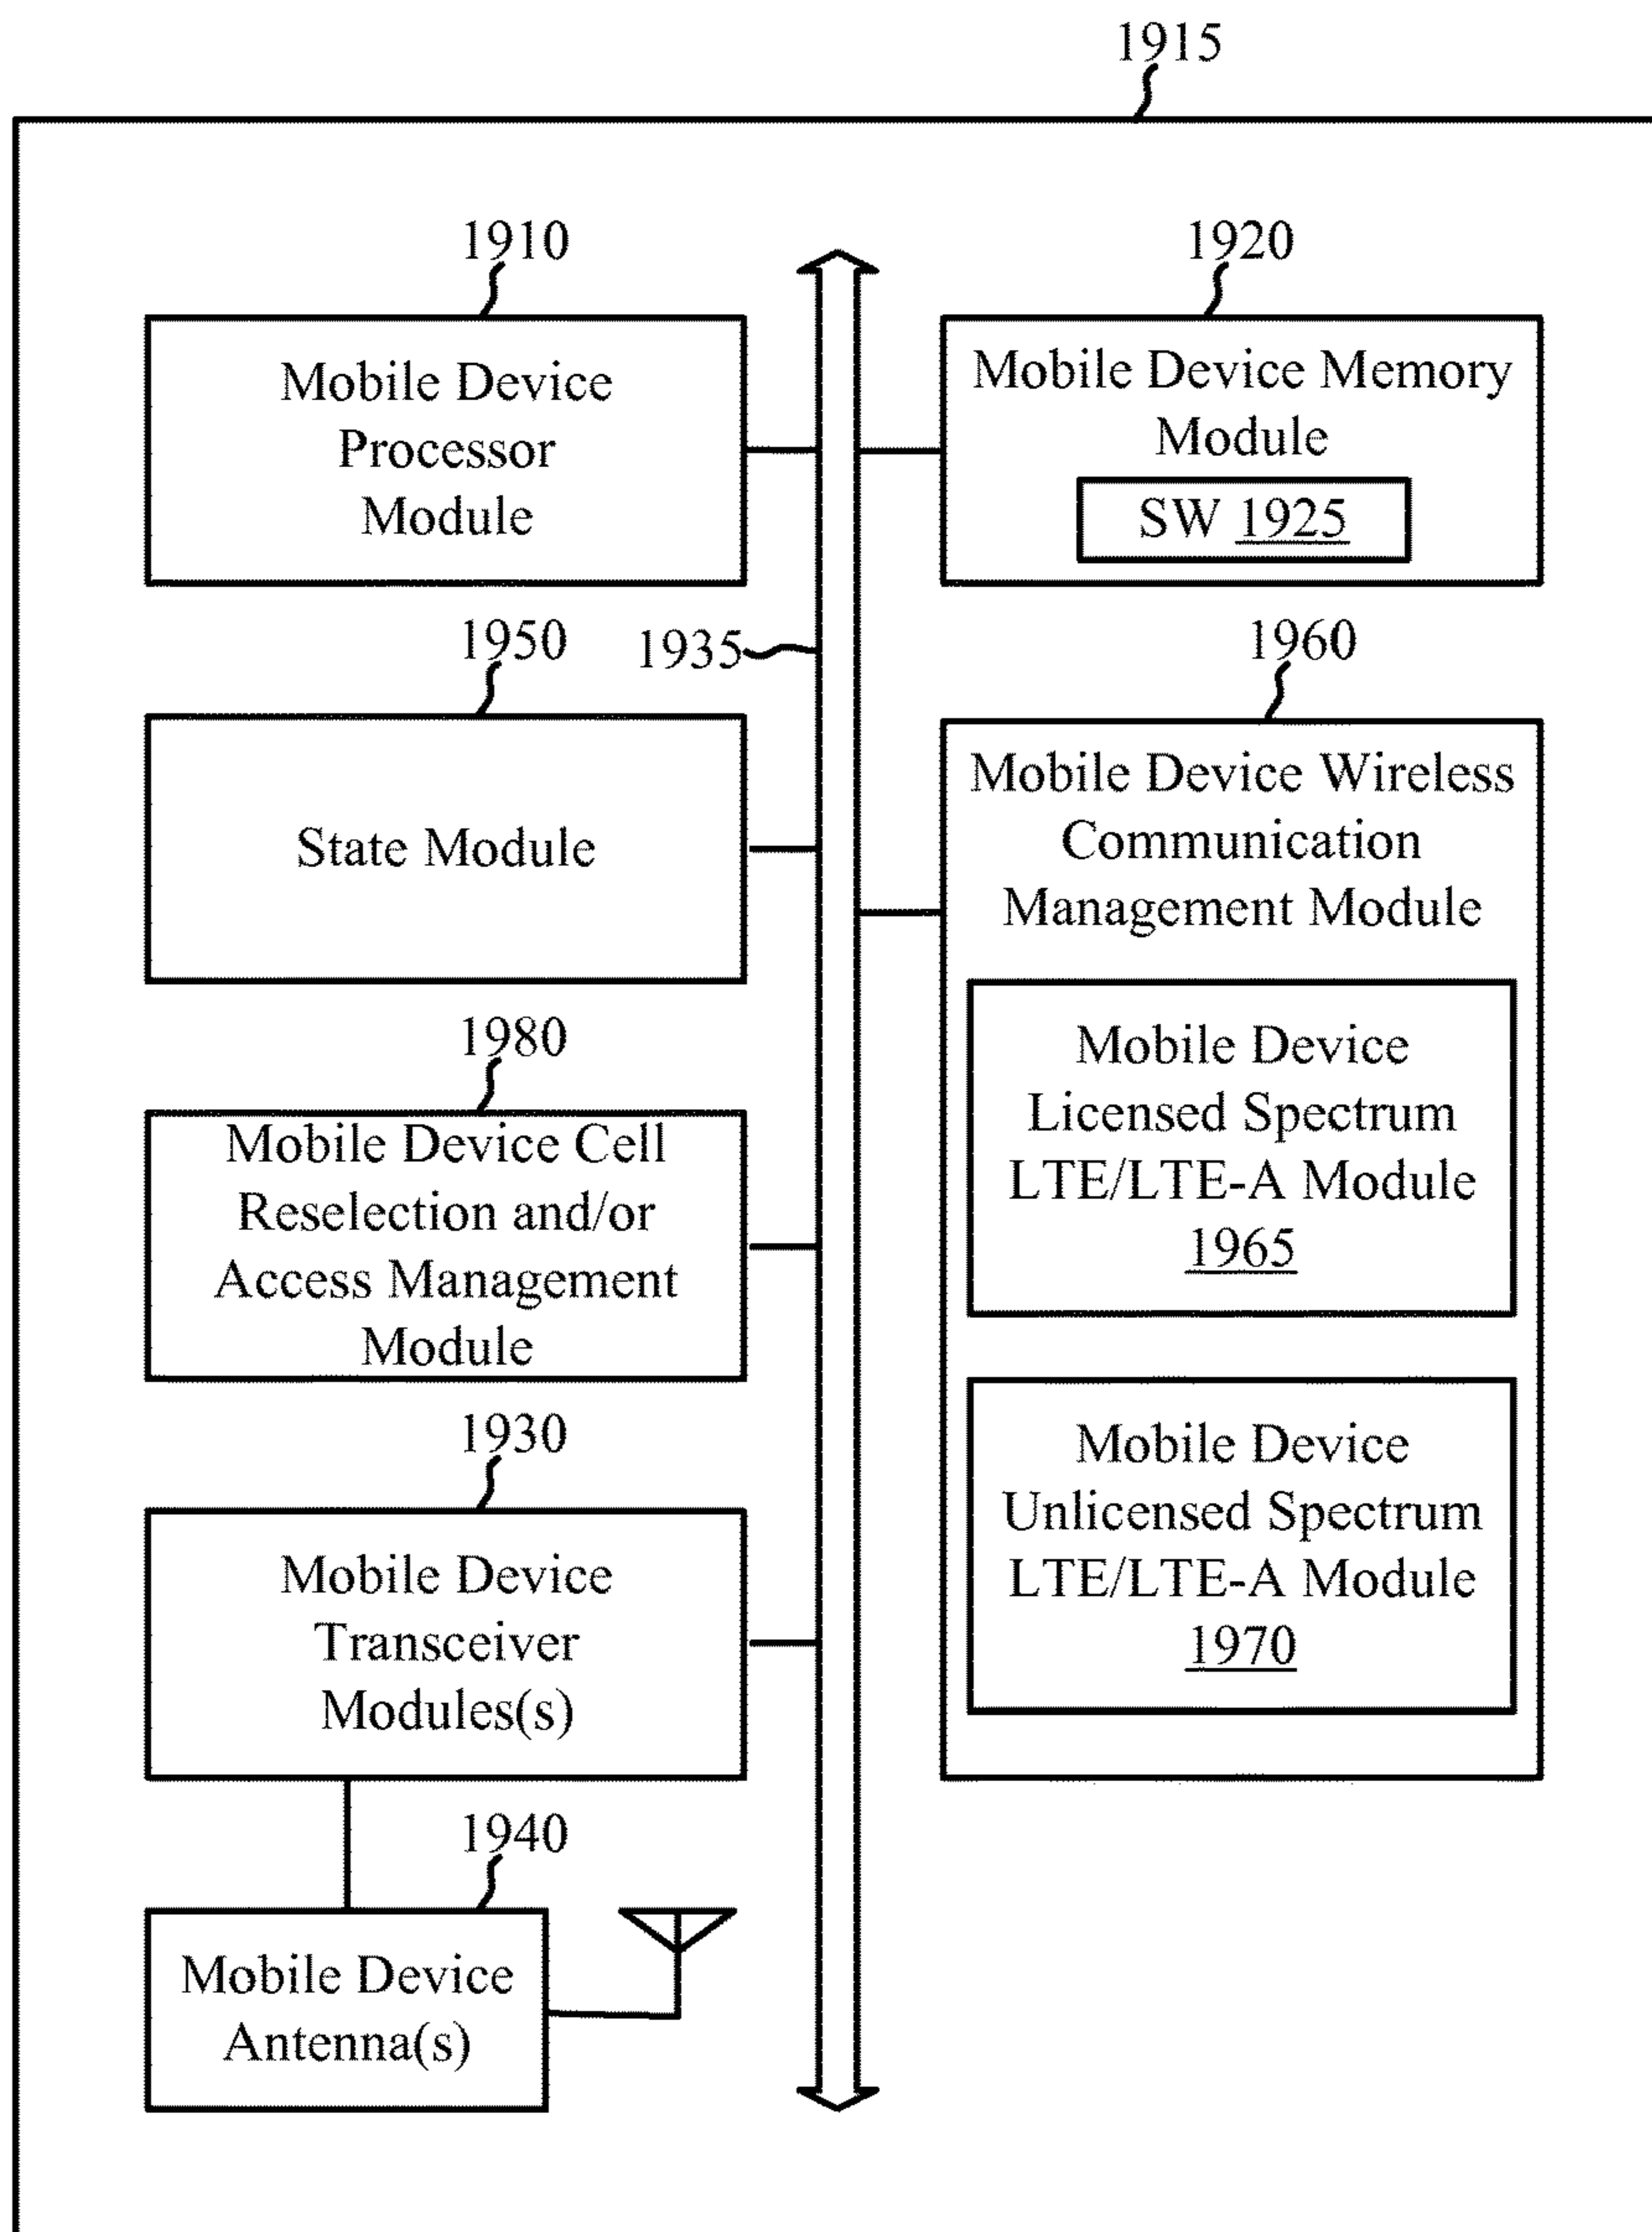 1915
1910
Mobile Device
Processor
Module
1920
Mobile Device Memory
Module
SW 1925
1950
State Module
1935
1960
Mobile Device Wireless
Communication
Management Module
Mobile Device
Licensed Spectrum
LTE/LTE-A Module
1965
Mobile Device
Unlicensed Spectrum
LTE/LTE-A Module
1970
1980
Mobile Device Cell
Reselection and/or
Access Management
Module
1930
Mobile Device
Transceiver
Modules(s)
1940
Mobile Device
Antenna(s)